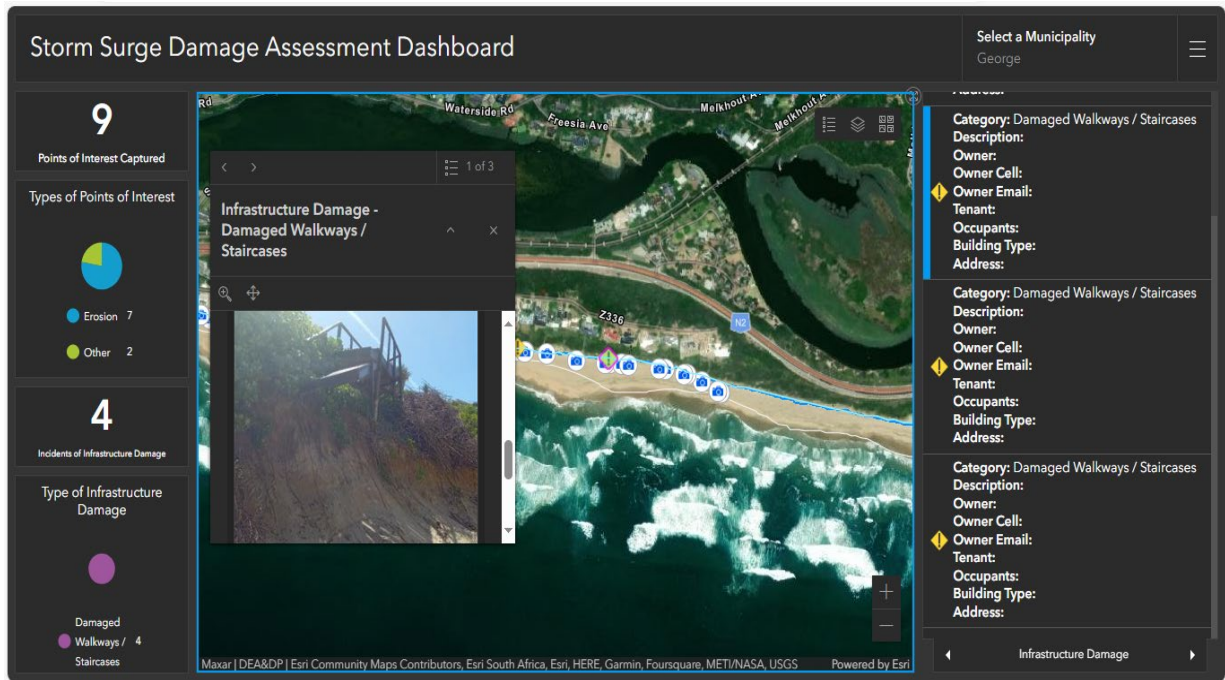 Storm Surge Damage Assessment Dashboard
Select a Municipality
George
9
Points of Interest Captured
Types of Points of Interest
Erosion 7
Other 2
4
Incidents of Infrastructure Damage
Type of Infrastructure
Damage
Damaged
Walkways / 4
Staircases
Rd
Waterside Rd
Freesia Ave
Melkhout Av
Melkhout
1 of 3
Infrastructure Damage -
Damaged Walkways /
Staircases
Z336
N2
Maxar | DEA&DP | Esri Community Maps Contributors, Esri South Africa, Esri, HERE, Garmin, Foursquare, METI/NASA, USGS
Powered by Esri
Address:
Category: Damaged Walkways / Staircases
Description:
Owner:
Owner Cell:
Owner Email:
Tenant:
Occupants:
Building Type:
Address:
Category: Damaged Walkways / Staircases
Description:
Owner:
Owner Cell:
Owner Email:
Tenant:
Occupants:
Building Type:
Address:
Category: Damaged Walkways / Staircases
Description:
Owner:
Owner Cell:
Owner Email:
Tenant:
Occupants:
Building Type:
Address:
Infrastructure Damage